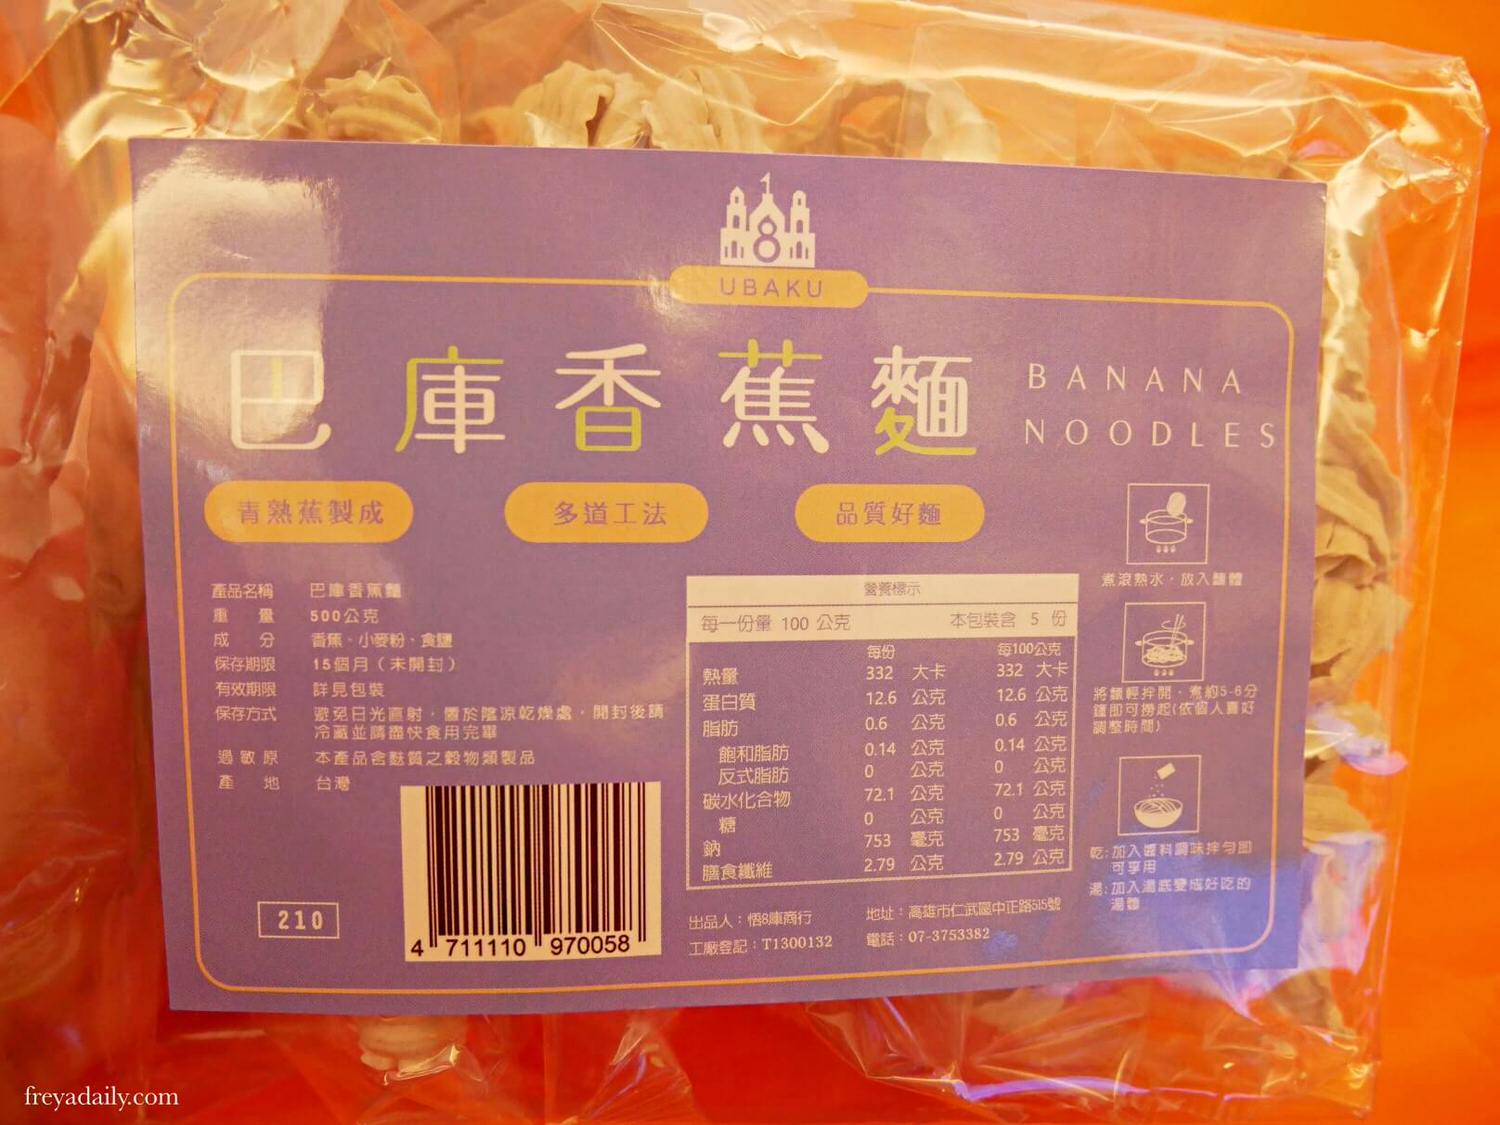 UBAKU
巴庫香蕉麵
BANANA
NOODLES
青熟蕉製成
多道工法
品質好麵
產品名稱 巴庫香蕉麵
重量 500公克
成分 香蕉、小麥粉、食鹽
保存期限 15個月（未開封）
有效期限 詳見包裝
保存方式 避免日光直射，置於陰涼乾燥處，開封後請
冷藏並請盡快食用完畢
過敏原 本產品含麩質之穀物類製品
產地 台灣
210
4 711110 970058
營養標示
每一份量 100 公克 本包裝含 5 份
每份 每100公克
熱量 332 大卡 332 大卡
蛋白質 12.6 公克 12.6 公克
脂肪 0.6 公克 0.6 公克
飽和脂肪 0.14 公克 0.14 公克
反式脂肪 0 公克 0 公克
碳水化合物 72.1 公克 72.1 公克
糖 0 公克 0 公克
鈉 753 毫克 753 毫克
膳食纖維 2.79 公克 2.79 公克
出品人：悟8庫商行
工廠登記：T1300132
地址：高雄市仁武區中正路515號
電話：07-3753382
煮滾熱水，放入麵體
將麵輕拌開，煮約5-6分
鐘即可撈起(依個人喜好
調整時間)
乾:加入醬料調味拌勻即
可享用
湯:加入湯底變成好吃的
湯麵
freyadaily.com